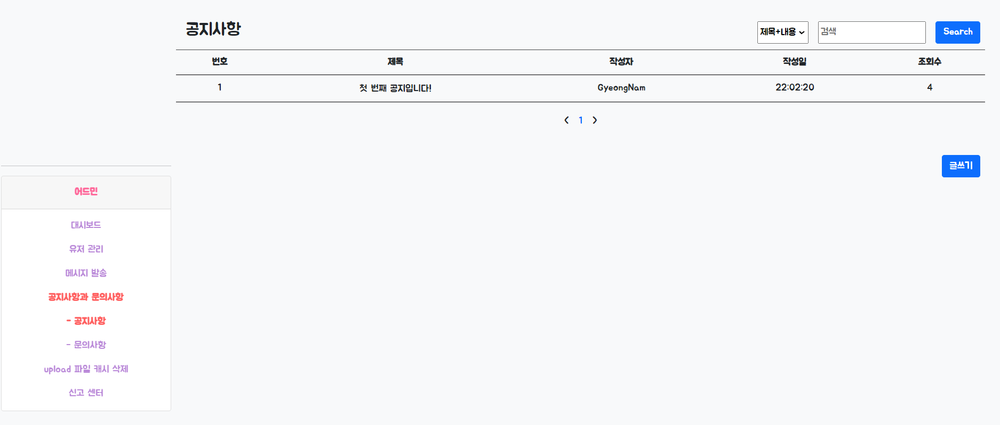 공지사항
제목+내용 검색 Search
번호 제목 작성자 작성일 조회수
1 첫 번째 공지입니다! GyeongNam 22:02:20 4
1
글쓰기
어드민
대시보드
유저 관리
메시지 발송
공지사항과 문의사항
- 공지사항
- 문의사항
upload 파일 캐시 삭제
신고 센터